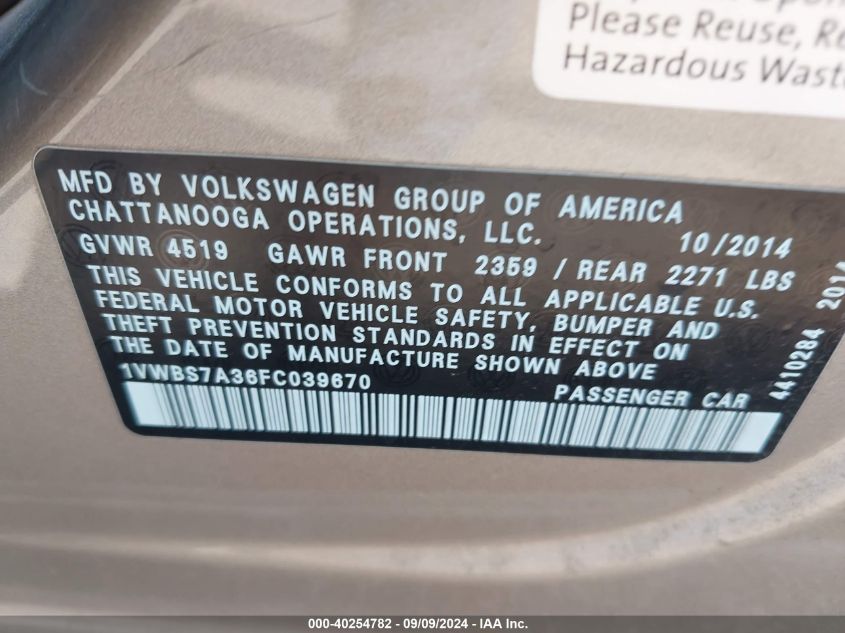 Please Reuse, Re
Hazardous Waste
MFD BY VOLKSWAGEN GROUP OF AMERICA
CHATTANOOGA OPERATIONS, LLC. 10/2014
GVWR 4519 GAWR FRONT 2359 / REAR 2271 LBS
THIS VEHICLE CONFORMS TO ALL APPLICABLE U.S.
FEDERAL MOTOR VEHICLE SAFETY, BUMPER AND
THEFT PREVENTION STANDARDS IN EFFECT ON
THE DATE OF MANUFACTURE SHOWN ABOVE
1VWBS7A36FC039670 PASSENGER CAR
4410284 2014
000-40254782 - 09/09/2024 - IAA Inc.